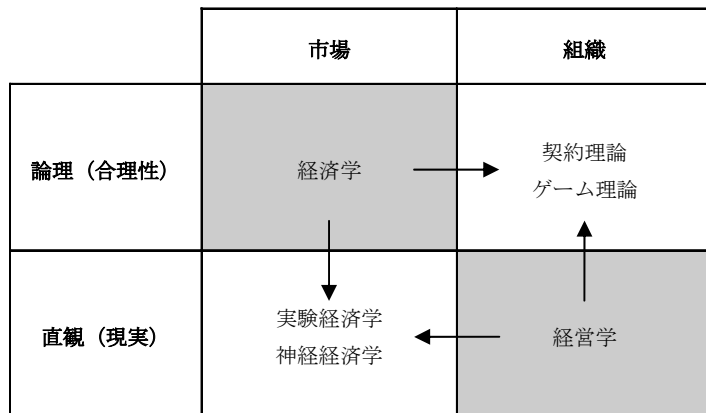 市場
組織
論理（合理性）
経済学
契約理論
ゲーム理論
直観（現実）
実験経済学
神経経済学
経営学